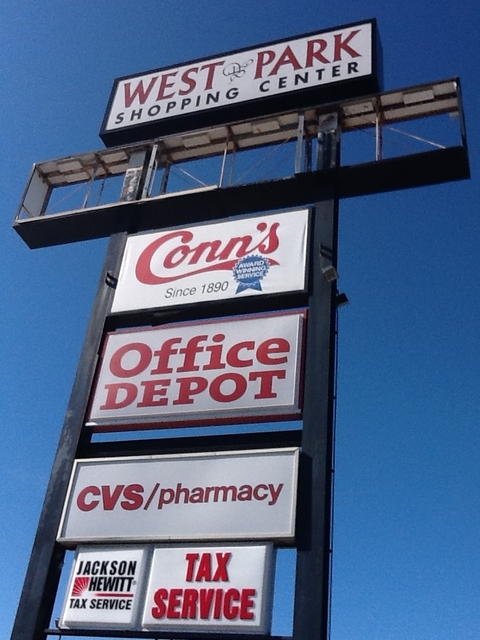 WEST PARK
SHOPPING CENTER
Conn's
AWARD
WINNING
SERVICE
Since 1890
Office
DEPOT
CVS/pharmacy
JACKSON
HEWITT®
TAX SERVICE
TAX
SERVICE